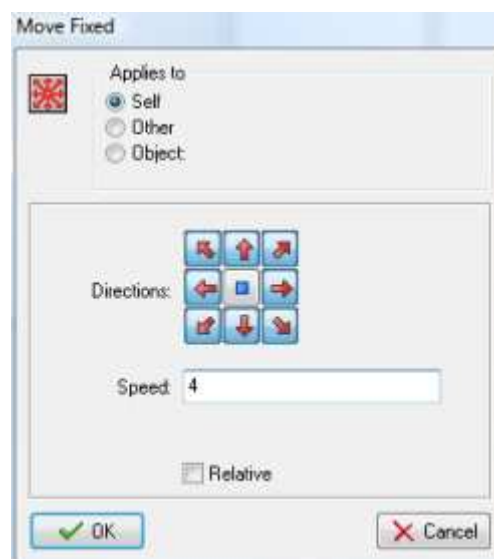 Move Fixed
Applies to
Self
Other
Object:
Directions:
Speed: 4
Relative
OK
Cancel